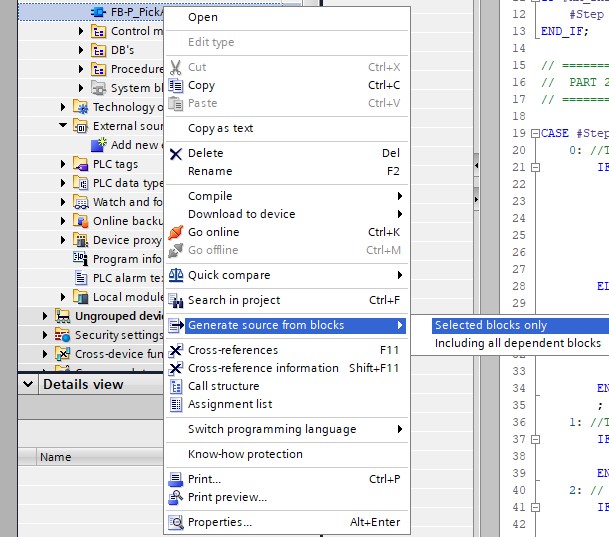 FB-P_PickA
Control m
DB's
Procedure
System bl
Technology o
External sour
Add new e
PLC tags
PLC data type
Watch and fo
Online backu
Device proxy
Program info
PLC alarm tex
Local module
Ungrouped devi
Security settings
Cross-device fun
Details view
Name
Open
Edit type
Cut Ctrl+X
Copy Ctrl+C
Paste Ctrl+V
Copy as text
Delete Del
Rename F2
Compile
Download to device
Go online Ctrl+K
Go offline Ctrl+M
Quick compare
Search in project Ctrl+F
Generate source from blocks
Cross-references F11
Cross-reference information Shift+F11
Call structure
Assignment list
Switch programming language
Know-how protection
Print... Ctrl+P
Print preview...
Properties... Alt+Enter
Selected blocks only
Including all dependent blocks
12 #Step
13 END_IF;
14
15 // =======
16 // PART 2
17 // =======
18
19 CASE #Step
20 0: //T
21 IF
22
23
24
25
26
27
28 EL
29
33
34 EN
35 ;
36 1: //T
37 IF
38
39 EN
40 2: //
41 IF
42